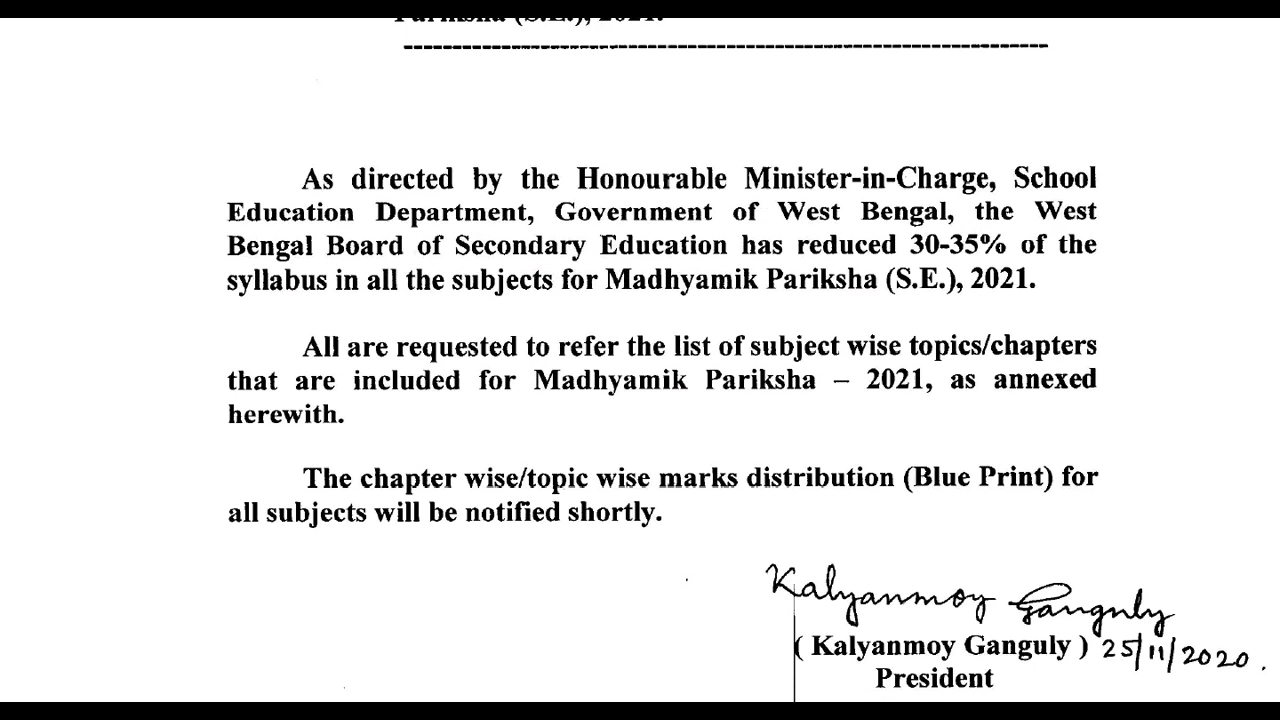 Pariksha (S.E.), 2021.
As directed by the Honourable Minister-in-Charge, School
Education Department, Government of West Bengal, the West
Bengal Board of Secondary Education has reduced 30-35% of the
syllabus in all the subjects for Madhyamik Pariksha (S.E.), 2021.
All are requested to refer the list of subject wise topics/chapters
that are included for Madhyamik Pariksha – 2021, as annexed
herewith.
The chapter wise/topic wise marks distribution (Blue Print) for
all subjects will be notified shortly.
Kalyanmoy Ganguly
( Kalyanmoy Ganguly ) 25/11/2020.
President